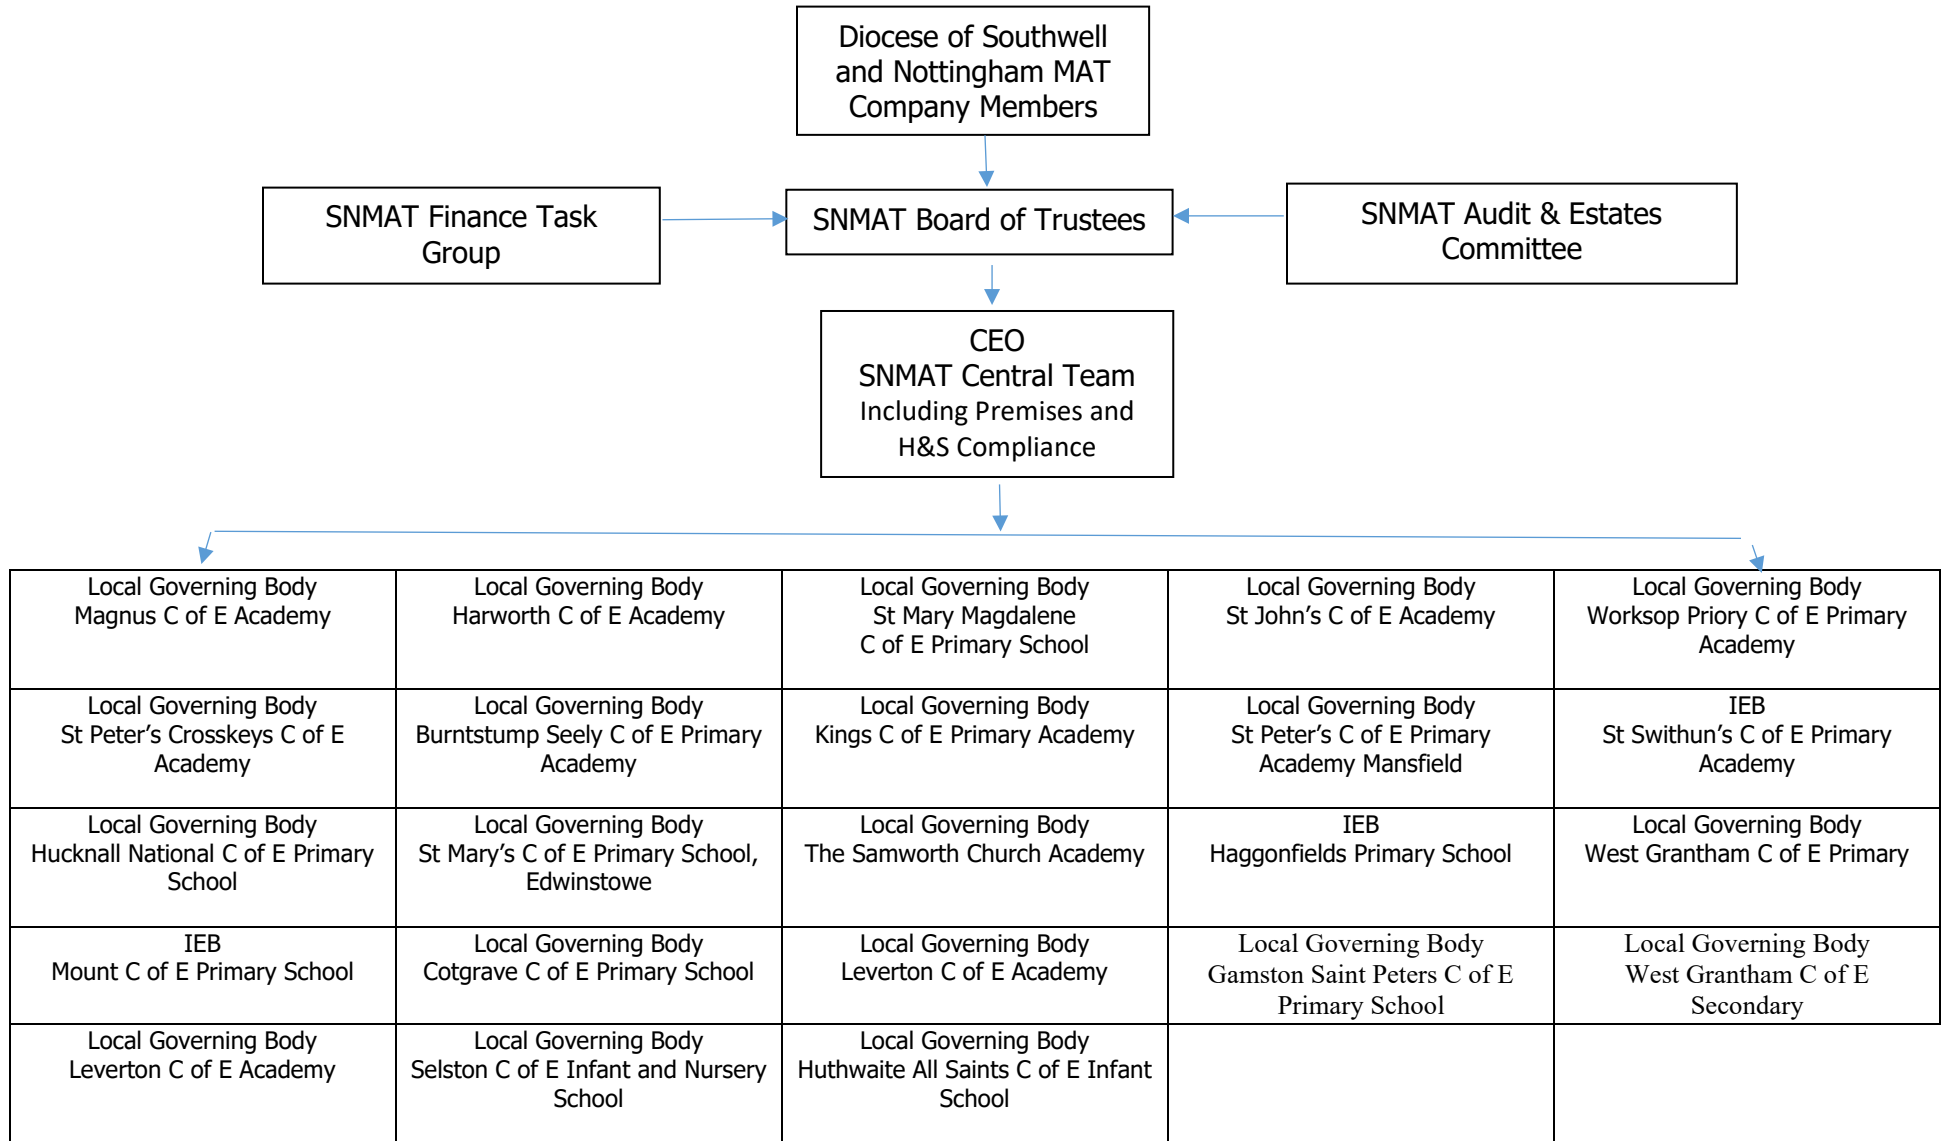 Diocese of Southwell
and Nottingham MAT
Company Members
SNMAT Finance Task
Group
SNMAT Board of Trustees
SNMAT Audit & Estates
Committee
CEO
SNMAT Central Team
Including Premises and
H&S Compliance
Local Governing Body
Magnus C of E Academy
Local Governing Body
Harworth C of E Academy
Local Governing Body
St Mary Magdalene
C of E Primary School
Local Governing Body
St John’s C of E Academy
Local Governing Body
Worksop Priory C of E Primary
Academy
Local Governing Body
St Peter’s Crosskeys C of E
Academy
Local Governing Body
Burntstump Seely C of E Primary
Academy
Local Governing Body
Kings C of E Primary Academy
Local Governing Body
St Peter’s C of E Primary
Academy Mansfield
IEB
St Swithun’s C of E Primary
Academy
Local Governing Body
Hucknall National C of E Primary
School
Local Governing Body
St Mary’s C of E Primary School,
Edwinstowe
Local Governing Body
The Samworth Church Academy
IEB
Haggonfields Primary School
Local Governing Body
West Grantham C of E Primary
IEB
Mount C of E Primary School
Local Governing Body
Cotgrave C of E Primary School
Local Governing Body
Leverton C of E Academy
Local Governing Body
Gamston Saint Peters C of E
Primary School
Local Governing Body
West Grantham C of E
Secondary
Local Governing Body
Leverton C of E Academy
Local Governing Body
Selston C of E Infant and Nursery
School
Local Governing Body
Huthwaite All Saints C of E Infant
School